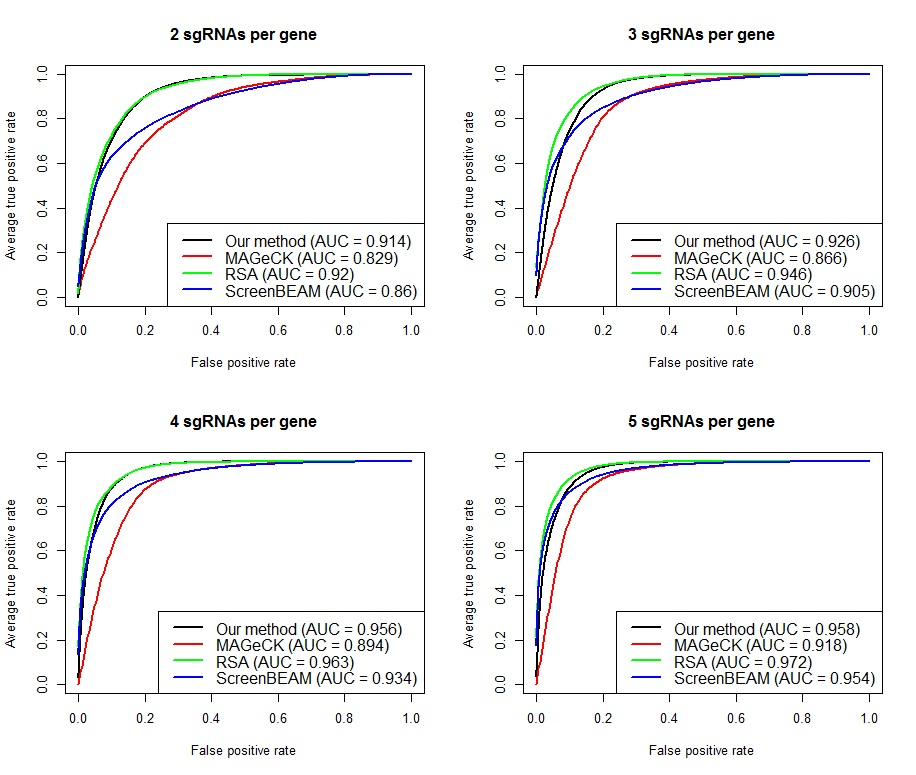 2 sgRNAs per gene
Average true positive rate
1.0
0.8
0.6
0.4
0.2
0.0
Our method (AUC = 0.914)
MAGeCK (AUC = 0.829)
RSA (AUC = 0.92)
ScreenBEAM (AUC = 0.86)
0.0 0.2 0.4 0.6 0.8 1.0
False positive rate
3 sgRNAs per gene
Average true positive rate
1.0
0.8
0.6
0.4
0.2
0.0
Our method (AUC = 0.926)
MAGeCK (AUC = 0.866)
RSA (AUC = 0.946)
ScreenBEAM (AUC = 0.905)
0.0 0.2 0.4 0.6 0.8 1.0
False positive rate
4 sgRNAs per gene
Average true positive rate
1.0
0.8
0.6
0.4
0.2
0.0
Our method (AUC = 0.956)
MAGeCK (AUC = 0.894)
RSA (AUC = 0.963)
ScreenBEAM (AUC = 0.934)
0.0 0.2 0.4 0.6 0.8 1.0
False positive rate
5 sgRNAs per gene
Average true positive rate
1.0
0.8
0.6
0.4
0.2
0.0
Our method (AUC = 0.958)
MAGeCK (AUC = 0.918)
RSA (AUC = 0.972)
ScreenBEAM (AUC = 0.954)
0.0 0.2 0.4 0.6 0.8 1.0
False positive rate